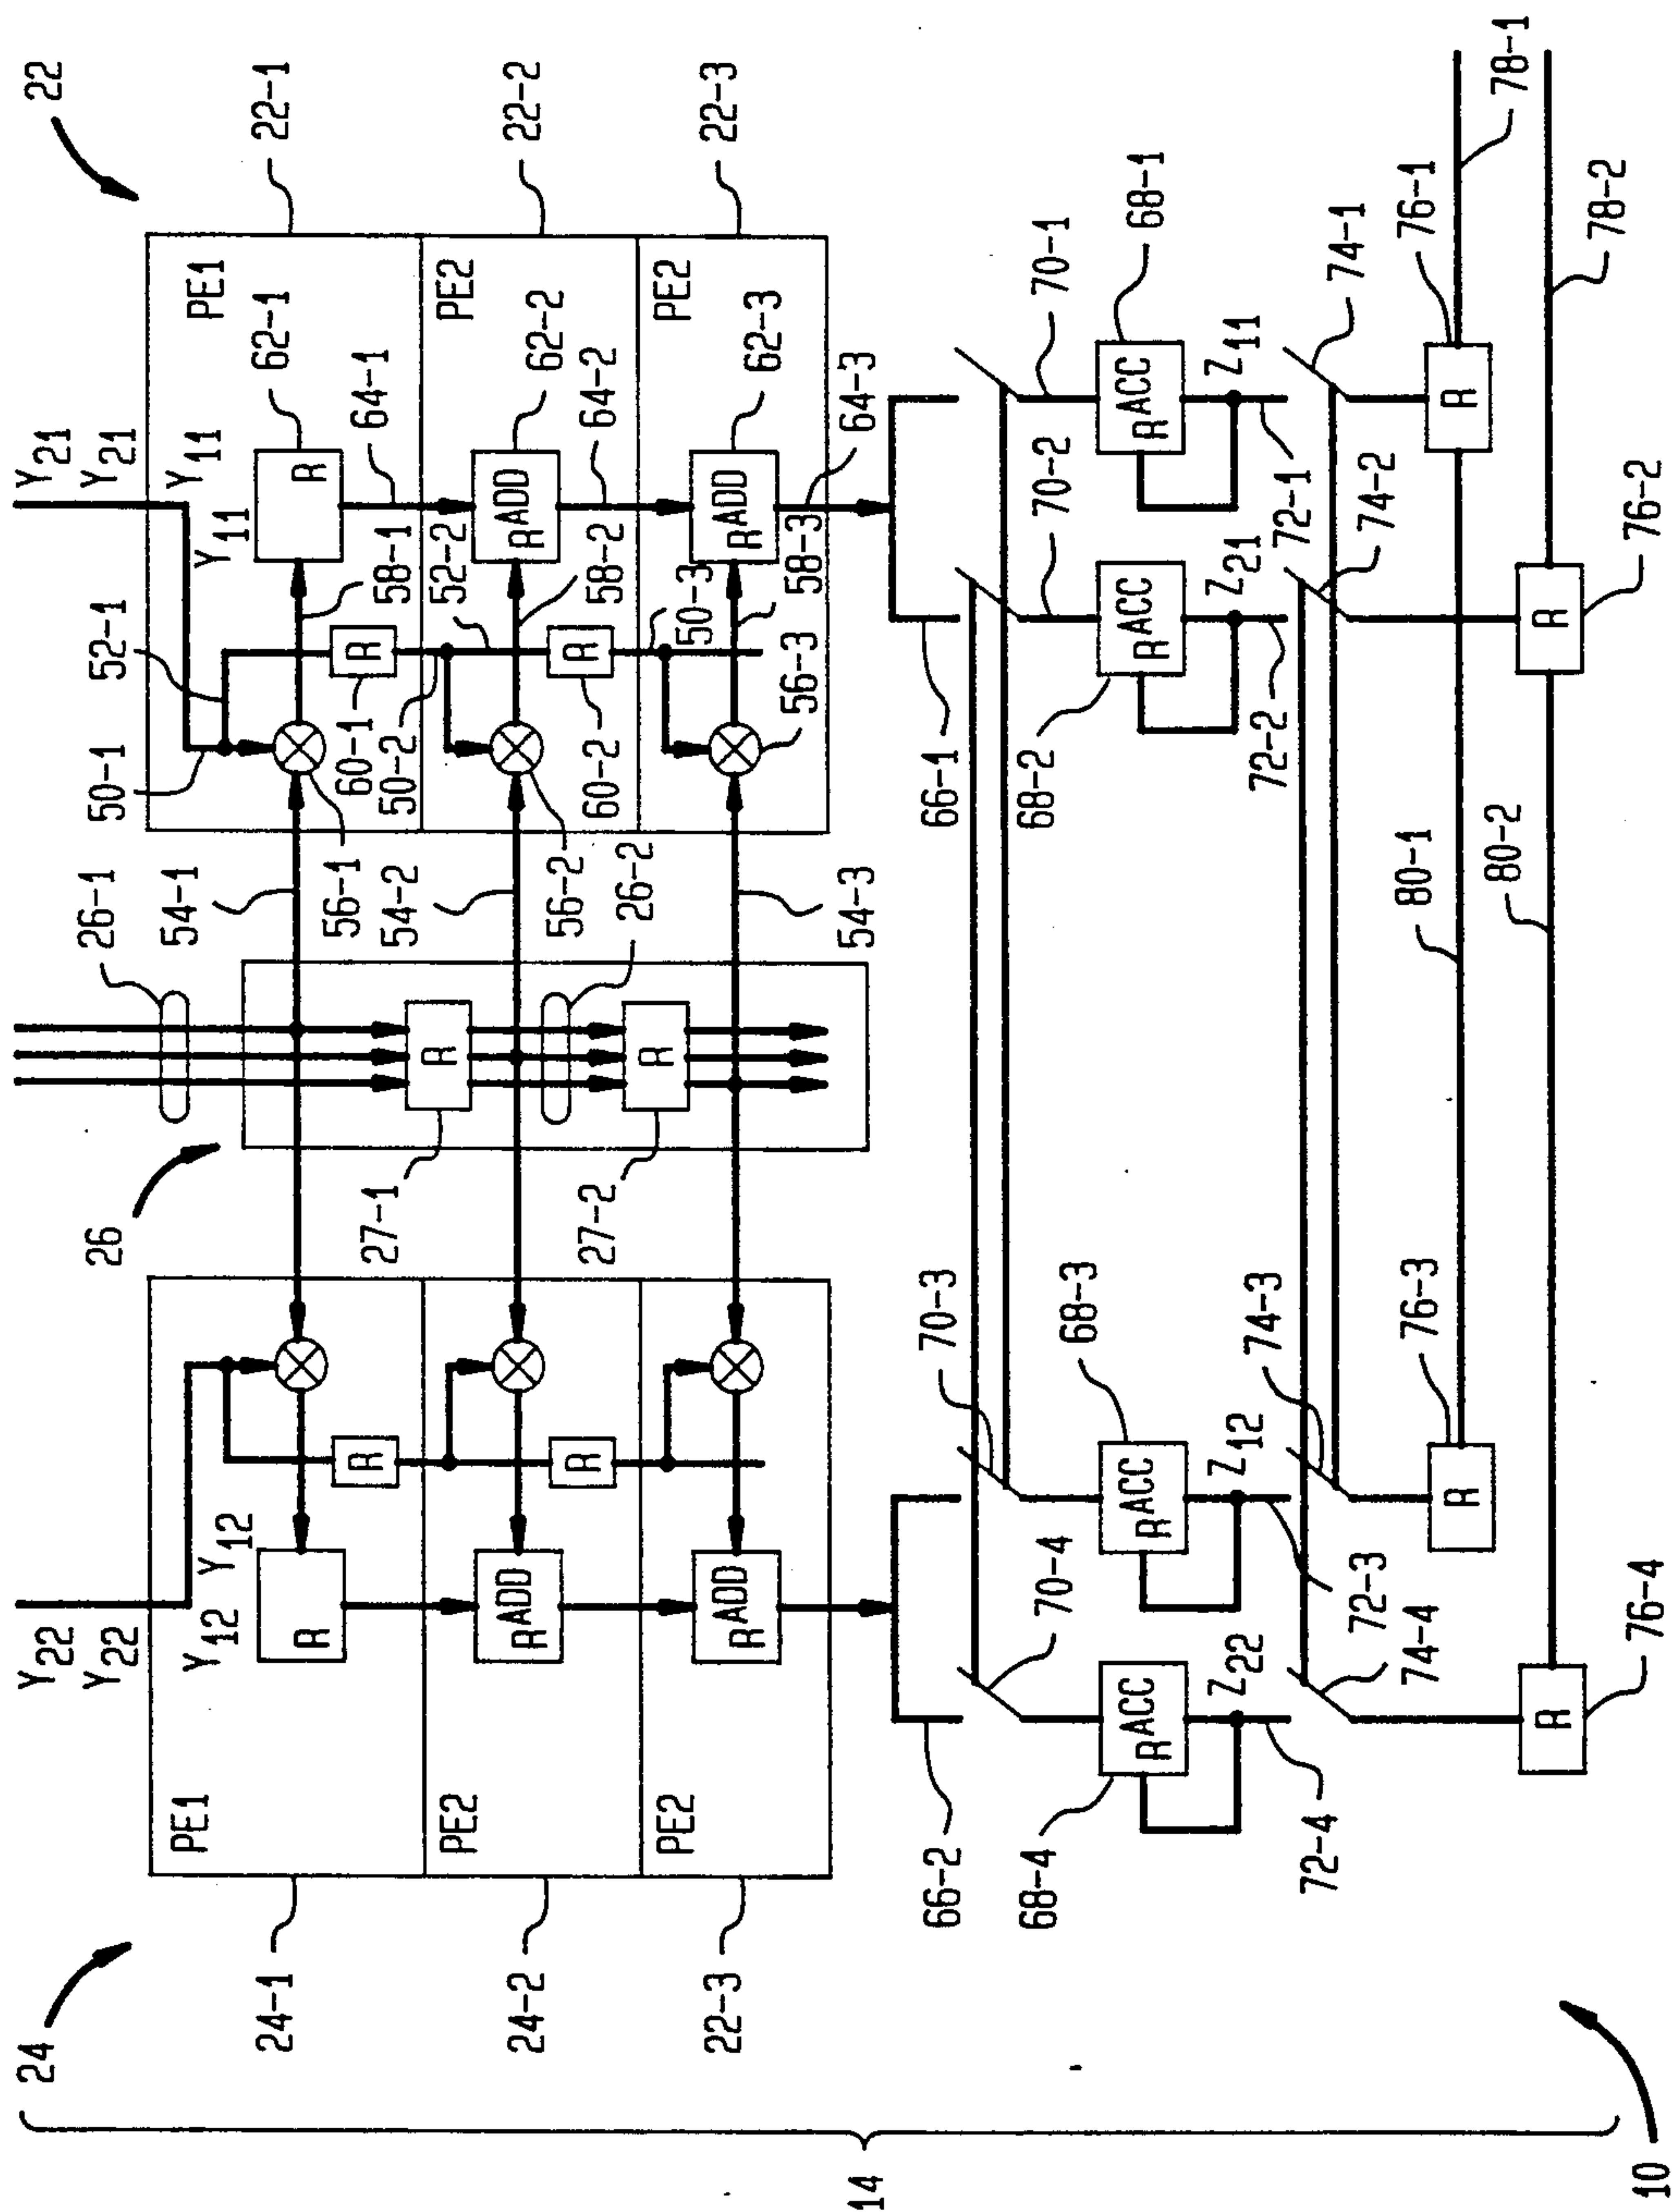 24
Y22
Y22
Y21
Y21
22
26
26-1
50-1
52-1
54-1
Y12
Y12
Y11
Y11
PE1
R
R
PE1
R
R
24-1
27-1
R
56-1
60-1
58-1
64-1
62-1
22-1
50-2
54-2
52-2
PE2
R ADD
R
PE2
R
R ADD
24-2
27-2
R
26-2
56-2
60-2
58-2
64-2
62-2
22-2
PE2
R ADD
PE2
R ADD
50-3
22-3
54-3
56-3
58-3
64-3
62-3
22-3
14
66-2
70-4
70-3
66-1
70-2
70-1
68-4
R ACC
R ACC
68-3
68-2
R ACC
R ACC
68-1
Z22
Z12
Z21
Z11
72-4
72-3
74-3
72-2
72-1
74-2
74-1
74-4
80-1
R
76-3
R
76-1
80-2
78-1
R
76-4
R
76-2
78-2
10